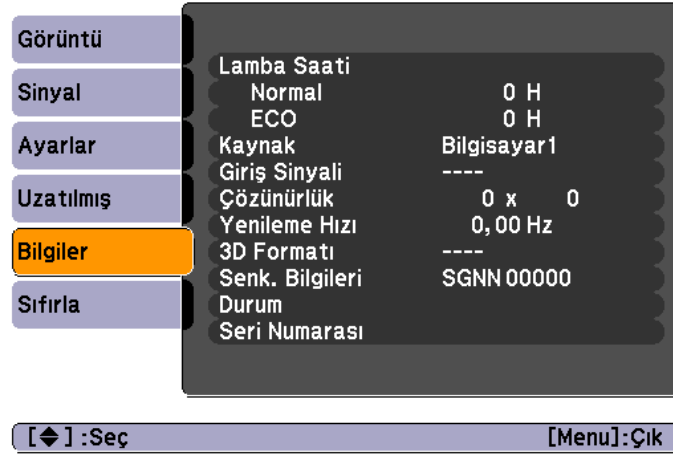 Görüntü
Sinyal
Ayarlar
Uzatılmış
Bilgiler
Sıfırla
Lamba Saati
Normal 0 H
ECO 0 H
Kaynak Bilgisayar1
Giriş Sinyali ----
Çözünürlük 0 x 0
Yenileme Hızı 0,00 Hz
3D Formatı ----
Senk. Bilgileri SGNN 00000
Durum
Seri Numarası
[◆] :Seç [Menu]:Çık